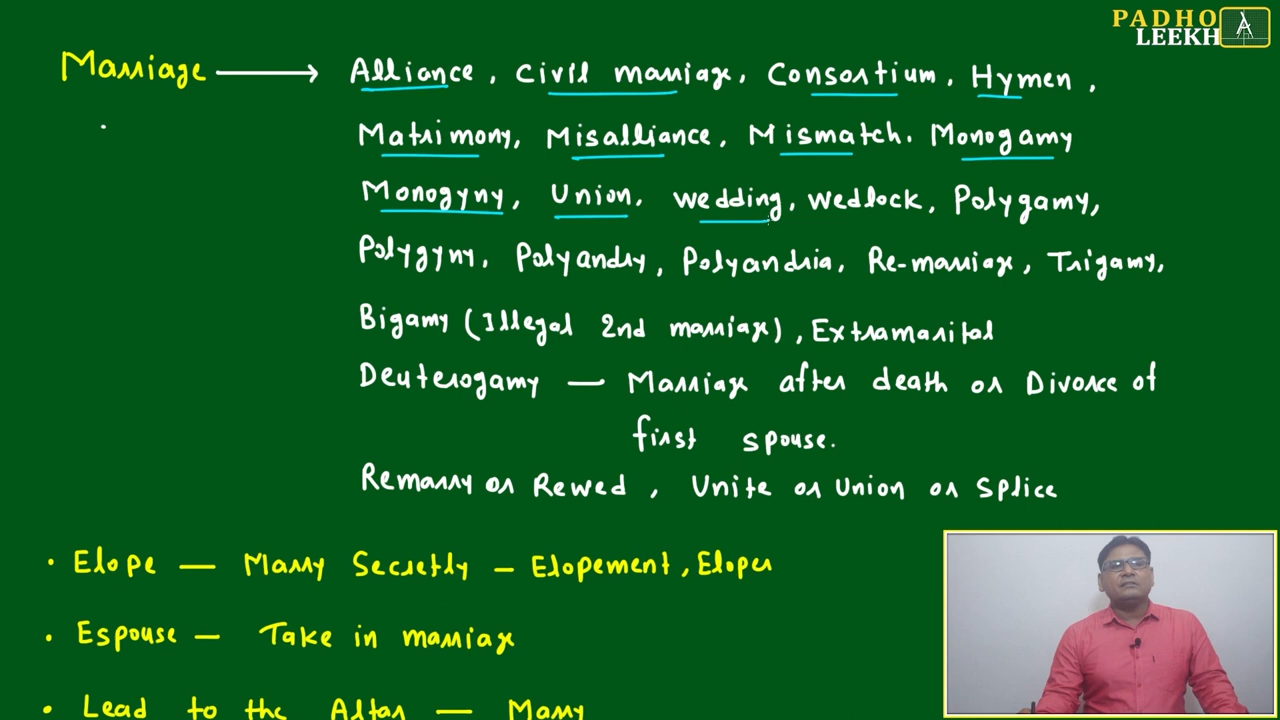 PADHO
LEEKHA
Marriage → Alliance, Civil marriage, Consortium, Hymen,
Matrimony, Misalliance, Mismatch. Monogamy
Monogyny, Union, wedding, wedlock, Polygamy,
Polygyny, Polyandry, Polyandria, Re-marriage, Trigamy,
Bigamy (Illegal 2nd marriage), Extramarital
Deuterogamy — Marriage after death or Divorce of
first spouse.
Remarry or Rewed, Unite or Union or Splice
• Elope — Marry Secretly – Elopement, Eloper
• Espouse — Take in marriage
• Lead to the Altar — Marry